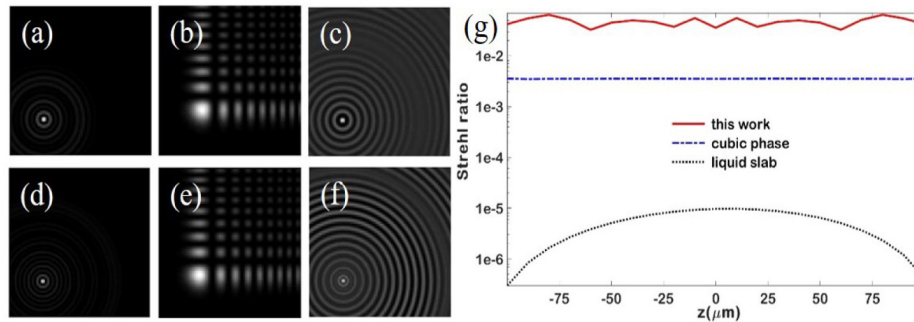 (a)
(b)
(c)
(d)
(e)
(f)
(g)
Strehl ratio
1e-2
1e-3
1e-4
1e-5
1e-6
this work
cubic phase
liquid slab
-75 -50 -25 0 25 50 75
z(μm)